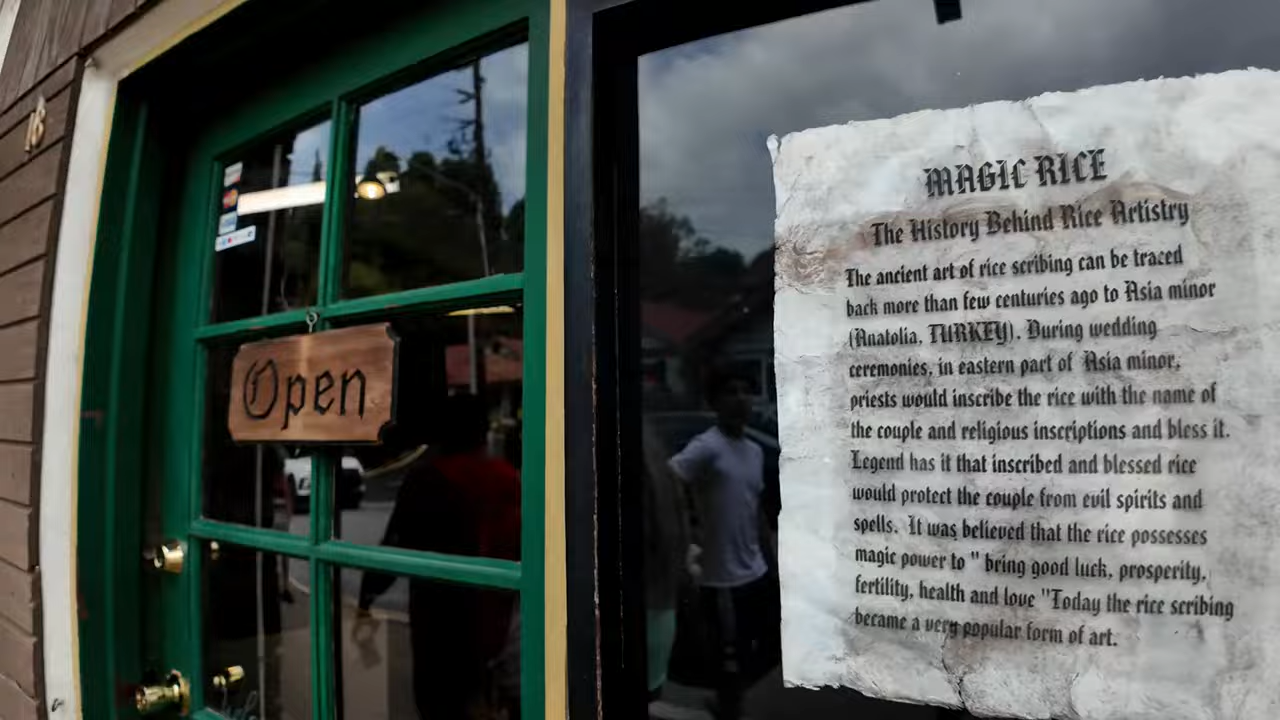 16
Open
MAGIC RICE
The History Behind Rice Artistry
The ancient art of rice scribing can be traced
back more than few centuries ago to Asia minor
(Anatolia, TURKEY). During wedding
ceremonies, in eastern part of Asia minor,
priests would inscribe the rice with the name of
the couple and religious inscriptions and bless it.
Legend has it that inscribed and blessed rice
would protect the couple from evil spirits and
spells. It was believed that the rice possesses
magic power to " bring good luck, prosperity,
fertility, health and love "Today the rice scribing
became a very popular form of art.